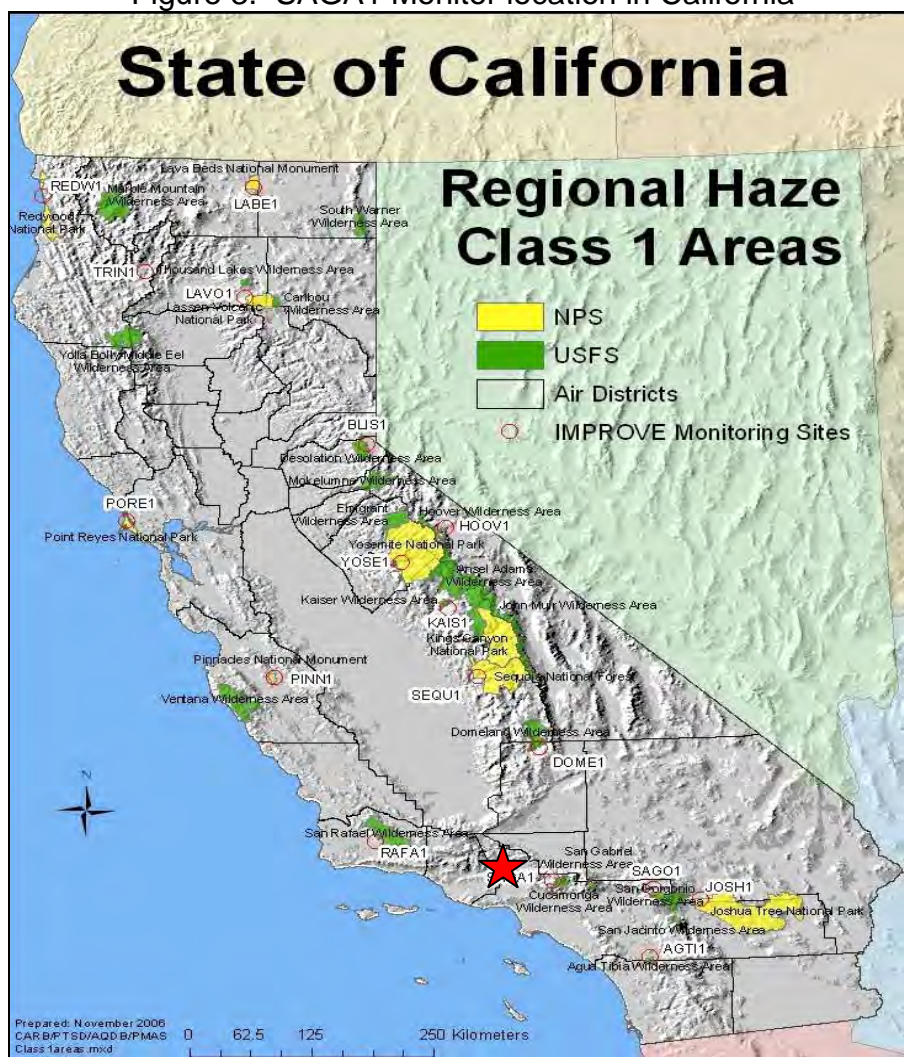 Figure 3. SAGA1 Monitor location in California
State of California
Regional Haze
Class 1 Areas
NPS
USFS
Air Districts
IMPROVE Monitoring Sites
Lava Beds National Monument
REDW1
Marble Mountain
Wilderness Area
LABE1
South Warner
Wilderness Area
Redwood
National Park
TRIN1
Thousand Lakes Wilderness Area
LAVO1
Lassen Volcanic
National Park
Caribou
Wilderness Area
Yolla Bolly Middle Eel
Wilderness Area
BLIS1
Desolation Wilderness Area
Mokelumne Wilderness Area
PORE1
Point Reyes National Park
Emigrant
Wilderness Area
Hoover Wilderness Area
HOOV1
Yosemite National Park
YOSE1
Ansel Adams
Wilderness Area
Kaiser Wilderness Area
John Muir Wilderness Area
KAIS1
Kings Canyon
National Park
Pinnacles National Monument
PINN1
SEQU1
Sequoia National Forest
Ventana Wilderness Area
Domeland Wilderness Area
DOME1
N
San Rafael Wilderness Area
RAFA1
San Gabriel
Wilderness Area
SAGO1
JOSH1
Cucamonga
Wilderness Area
San Gorgonio
Wilderness Area
Joshua Tree National Park
San Jacinto Wilderness Area
AGTI1
Agua Tibia Wilderness Area
Prepared: November 2006
CARB/PTSD/AQDB/PMAS
Class1areas.mxd
0 62.5 125 250 Kilometers